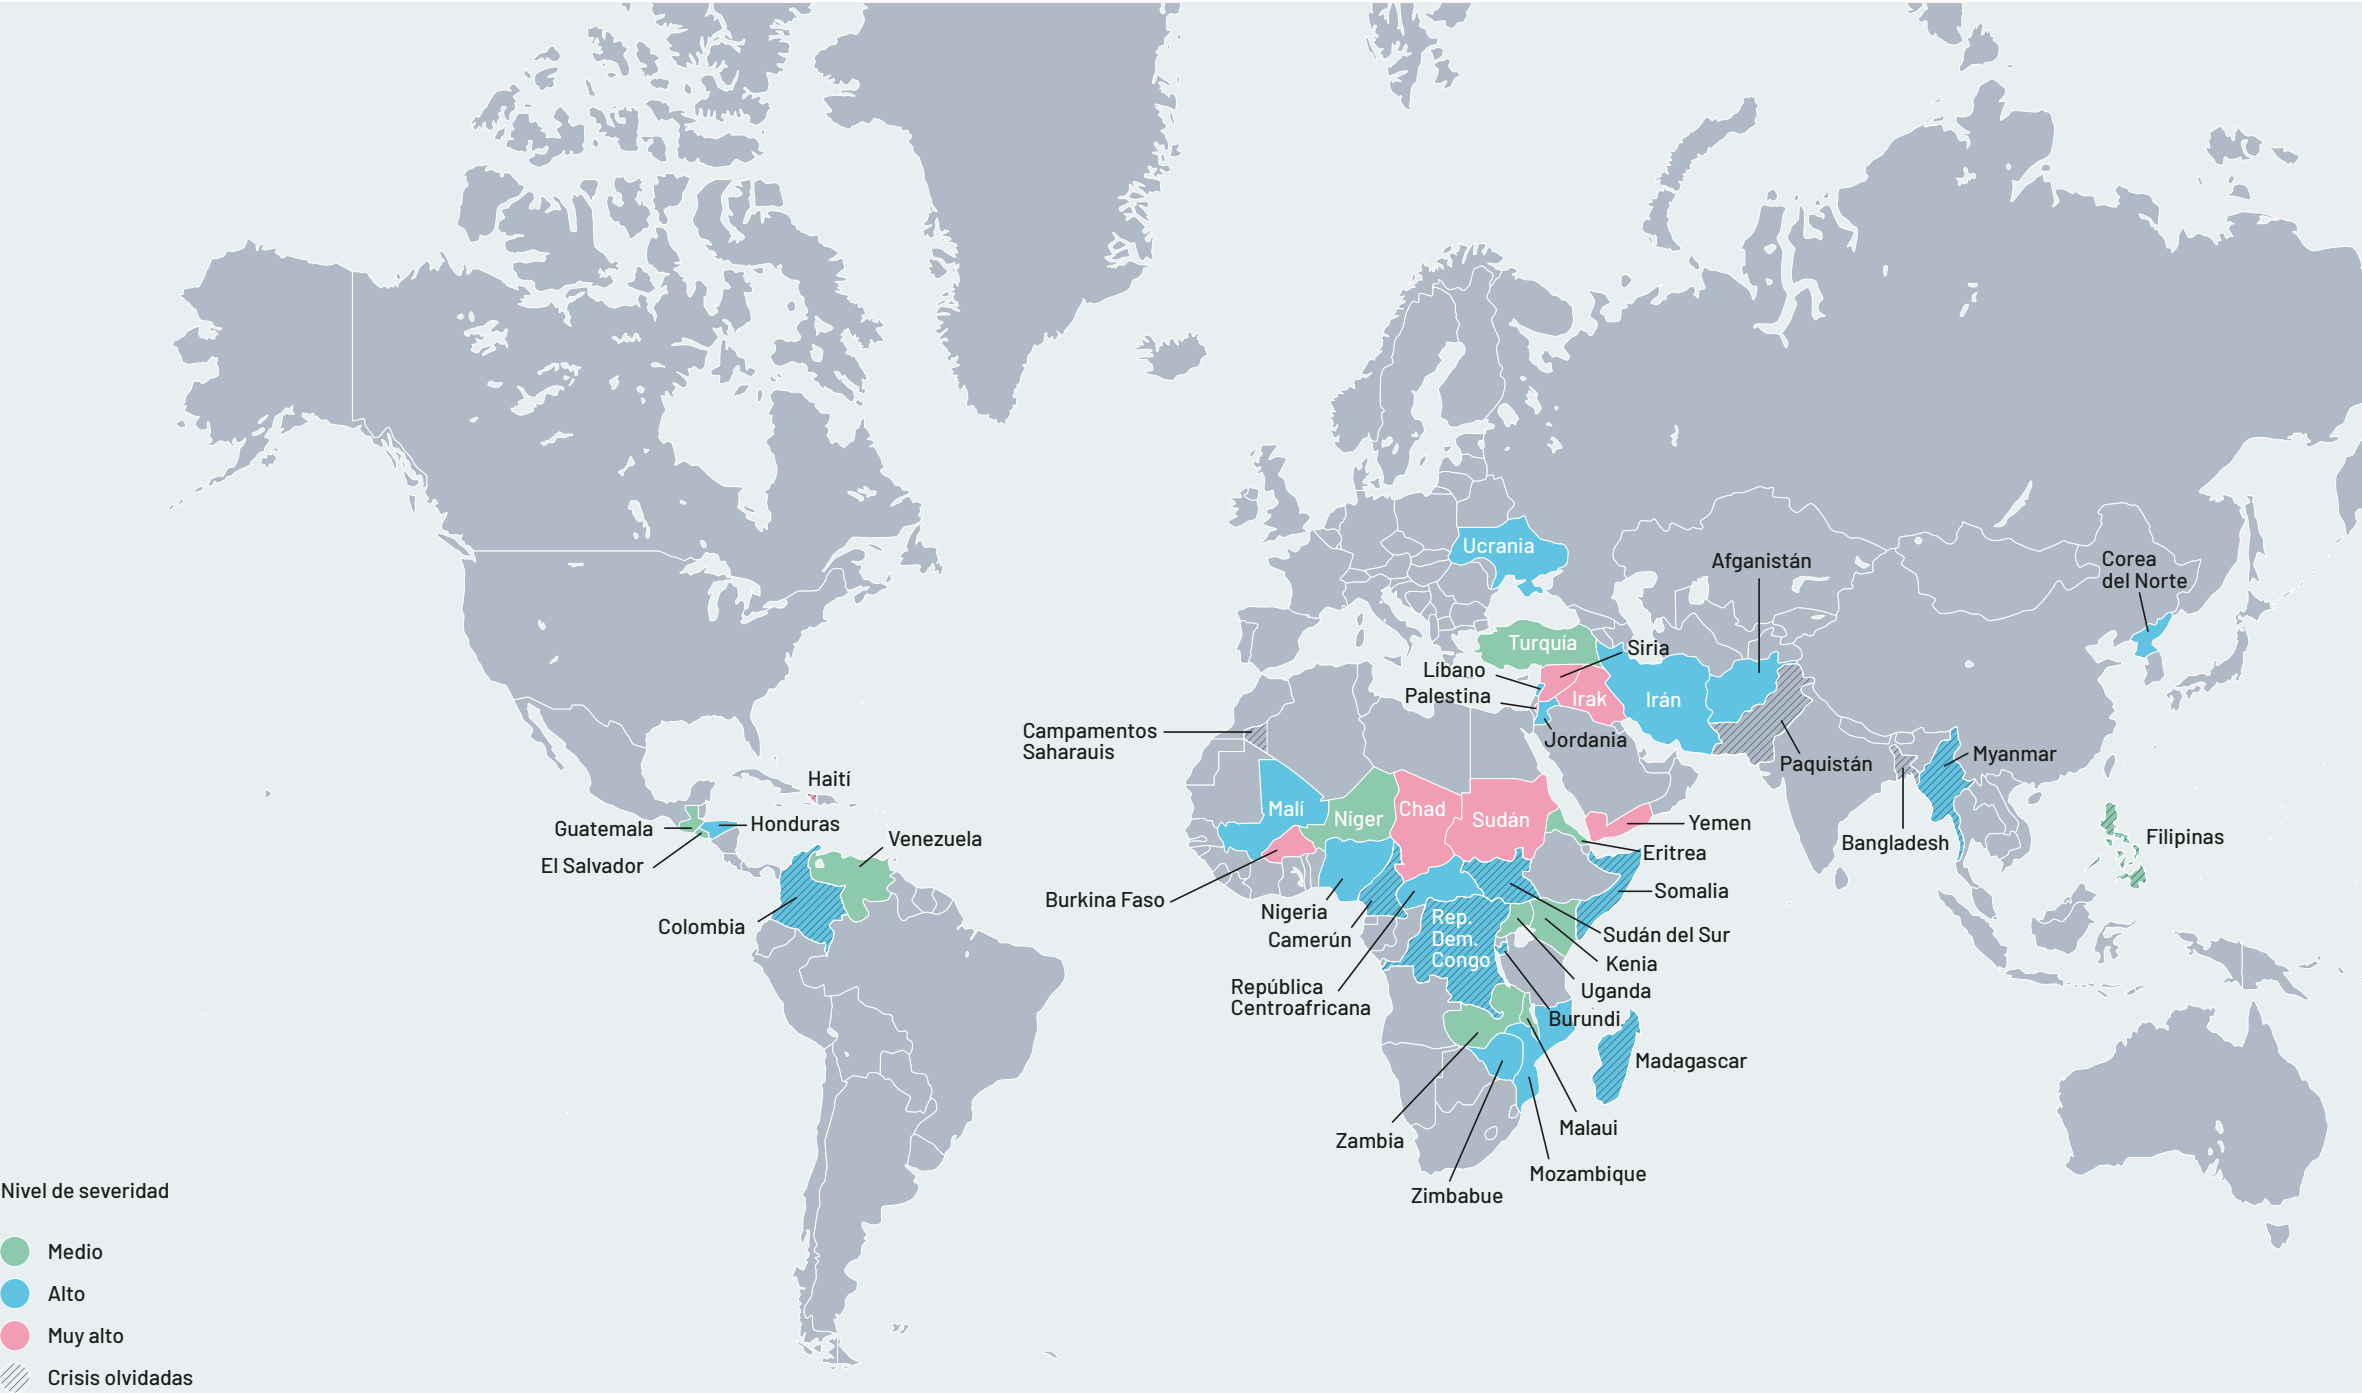 Ucrania
Afganistán
Corea
del Norte
Turquía
Siria
Líbano
Palestina
Irak
Irán
Campamentos
Saharauis
Jordania
Paquistán
Myanmar
Haití
Guatemala
Honduras
Malí
Níger
Chad
Sudán
Yemen
Venezuela
Bangladesh
Filipinas
El Salvador
Eritrea
Burkina Faso
Somalia
Colombia
Nigeria
Camerún
Rep.
Dem.
Congo
Sudán del Sur
Kenia
República
Centroafricana
Uganda
Burundi
Madagascar
Zambia
Malaui
Mozambique
Zimbabue
Nivel de severidad
Medio
Alto
Muy alto
Crisis olvidadas